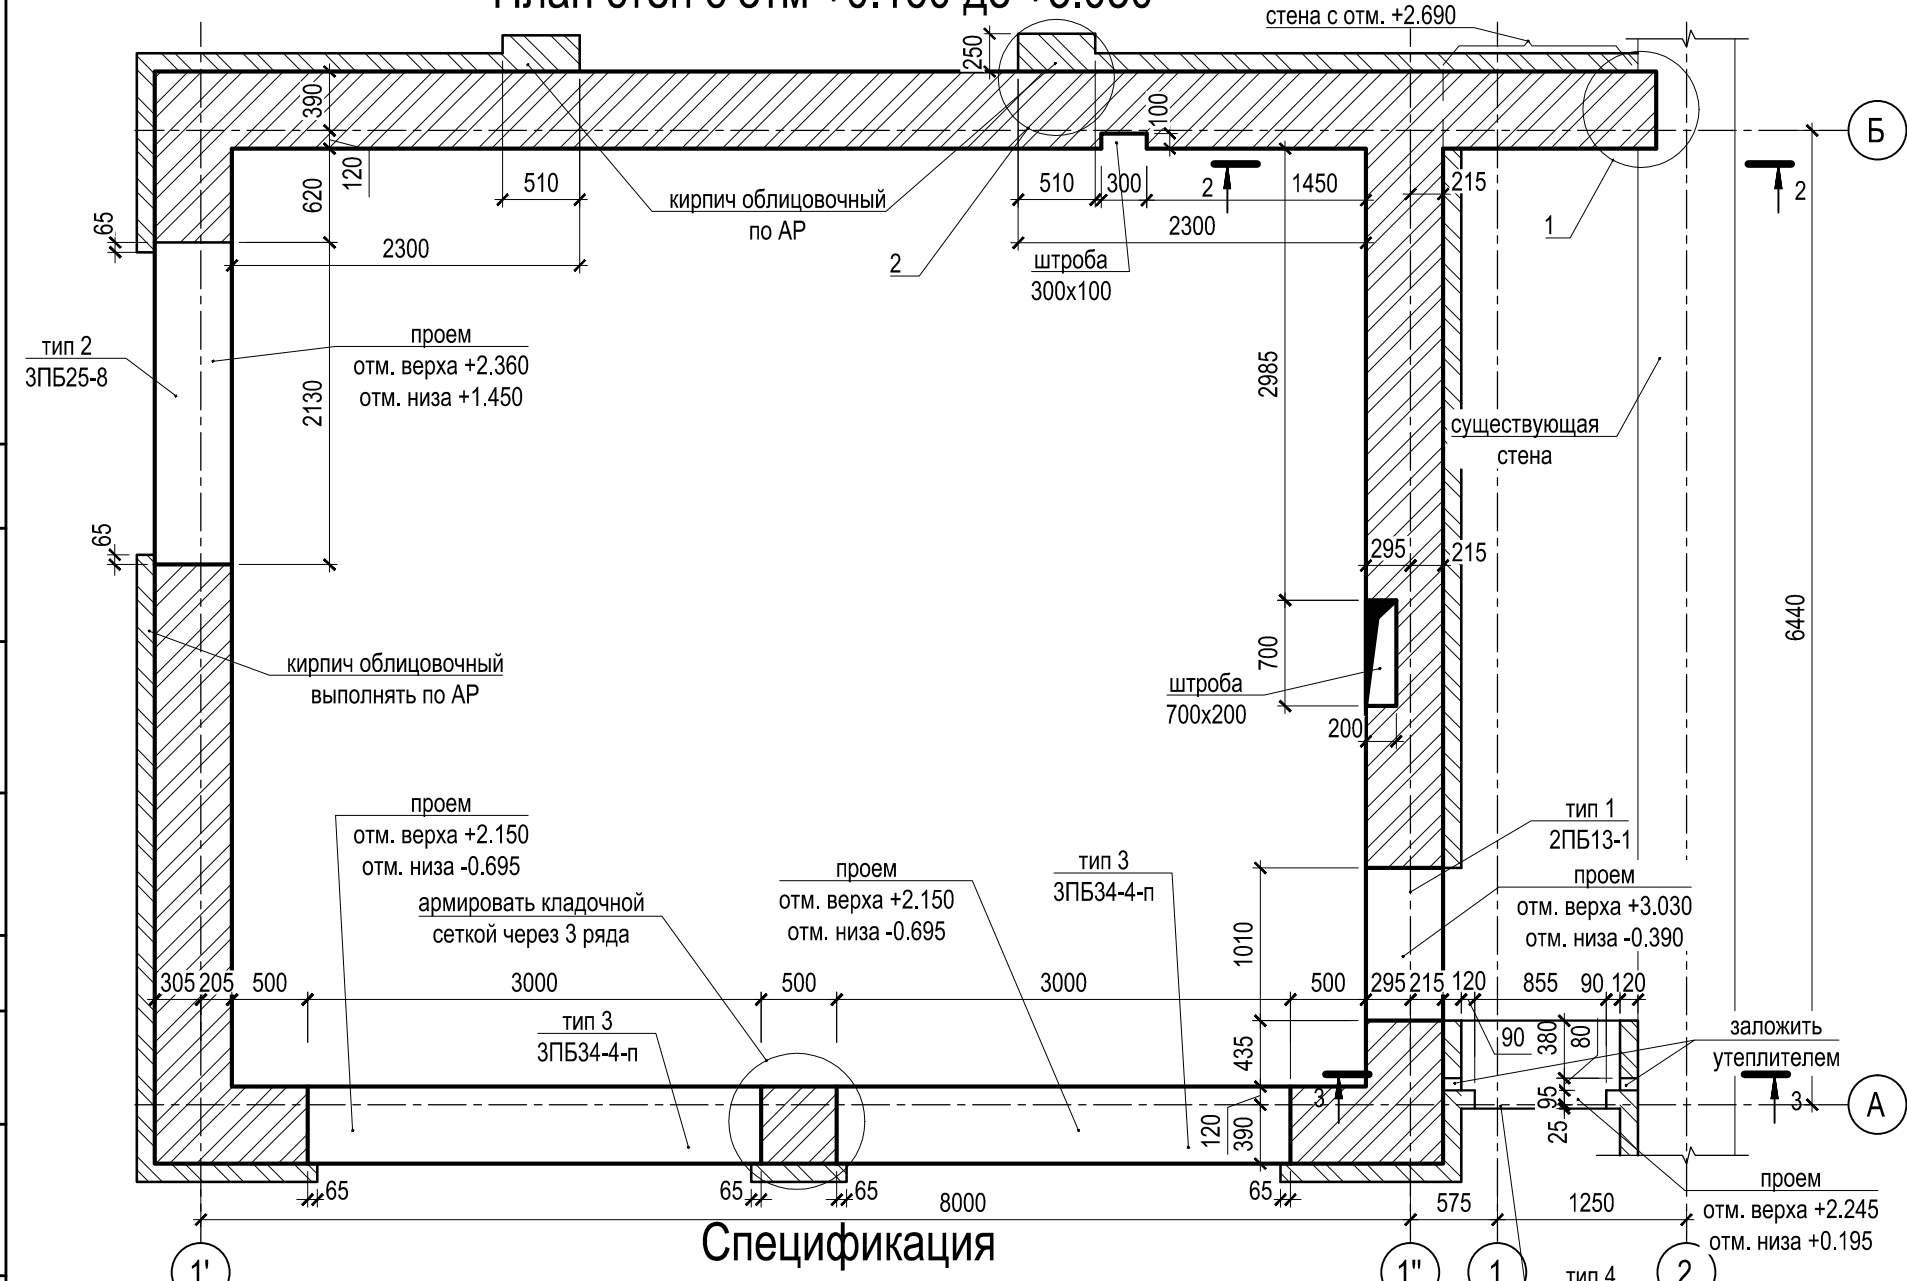 стена с отм. +2.690
250
390
100
Б
120
620
510
кирпич облицовочный
по АР
510
300
2
1450
215
2
65
2300
2300
1
2
штроба
300х100
тип 2
3ПБ25-8
проем
отм. верха +2.360
отм. низа +1.450
2130
2985
существующая
стена
65
295
215
6440
кирпич облицовочный
выполнять по АР
700
штроба
700х200
200
проем
отм. верха +2.150
отм. низа -0.695
армировать кладочной
сеткой через 3 ряда
проем
отм. верха +2.150
отм. низа -0.695
тип 3
3ПБ34-4-п
тип 1
2ПБ13-1
проем
отм. верха +3.030
отм. низа -0.390
1010
305
205
500
3000
500
3000
500
295
215
120
855
90
120
тип 3
3ПБ34-4-п
435
90
380
80
заложить
утеплителем
3
95
3
А
120
390
25
65
65
65
65
8000
575
1250
проем
отм. верха +2.245
отм. низа +0.195
Спецификация
1'
1"
1
2
тип 4